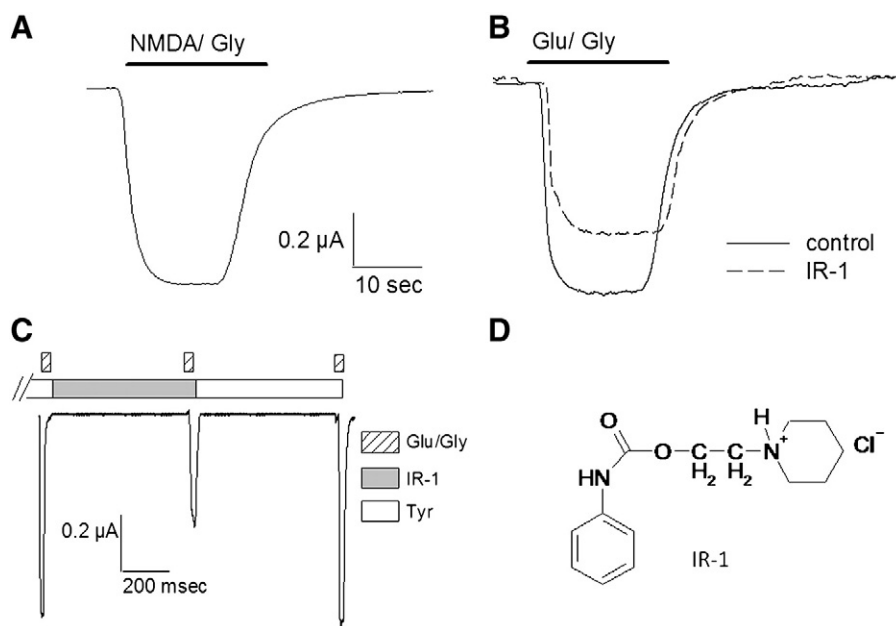 A
NMDA/ Gly
0.2 µA
10 sec
B
Glu/ Gly
control
IR-1
C
Glu/Gly
IR-1
Tyr
0.2 µA
200 msec
D
O
H
O
C
H₂
C
H₂
N⁺
Cl⁻
HN
IR-1